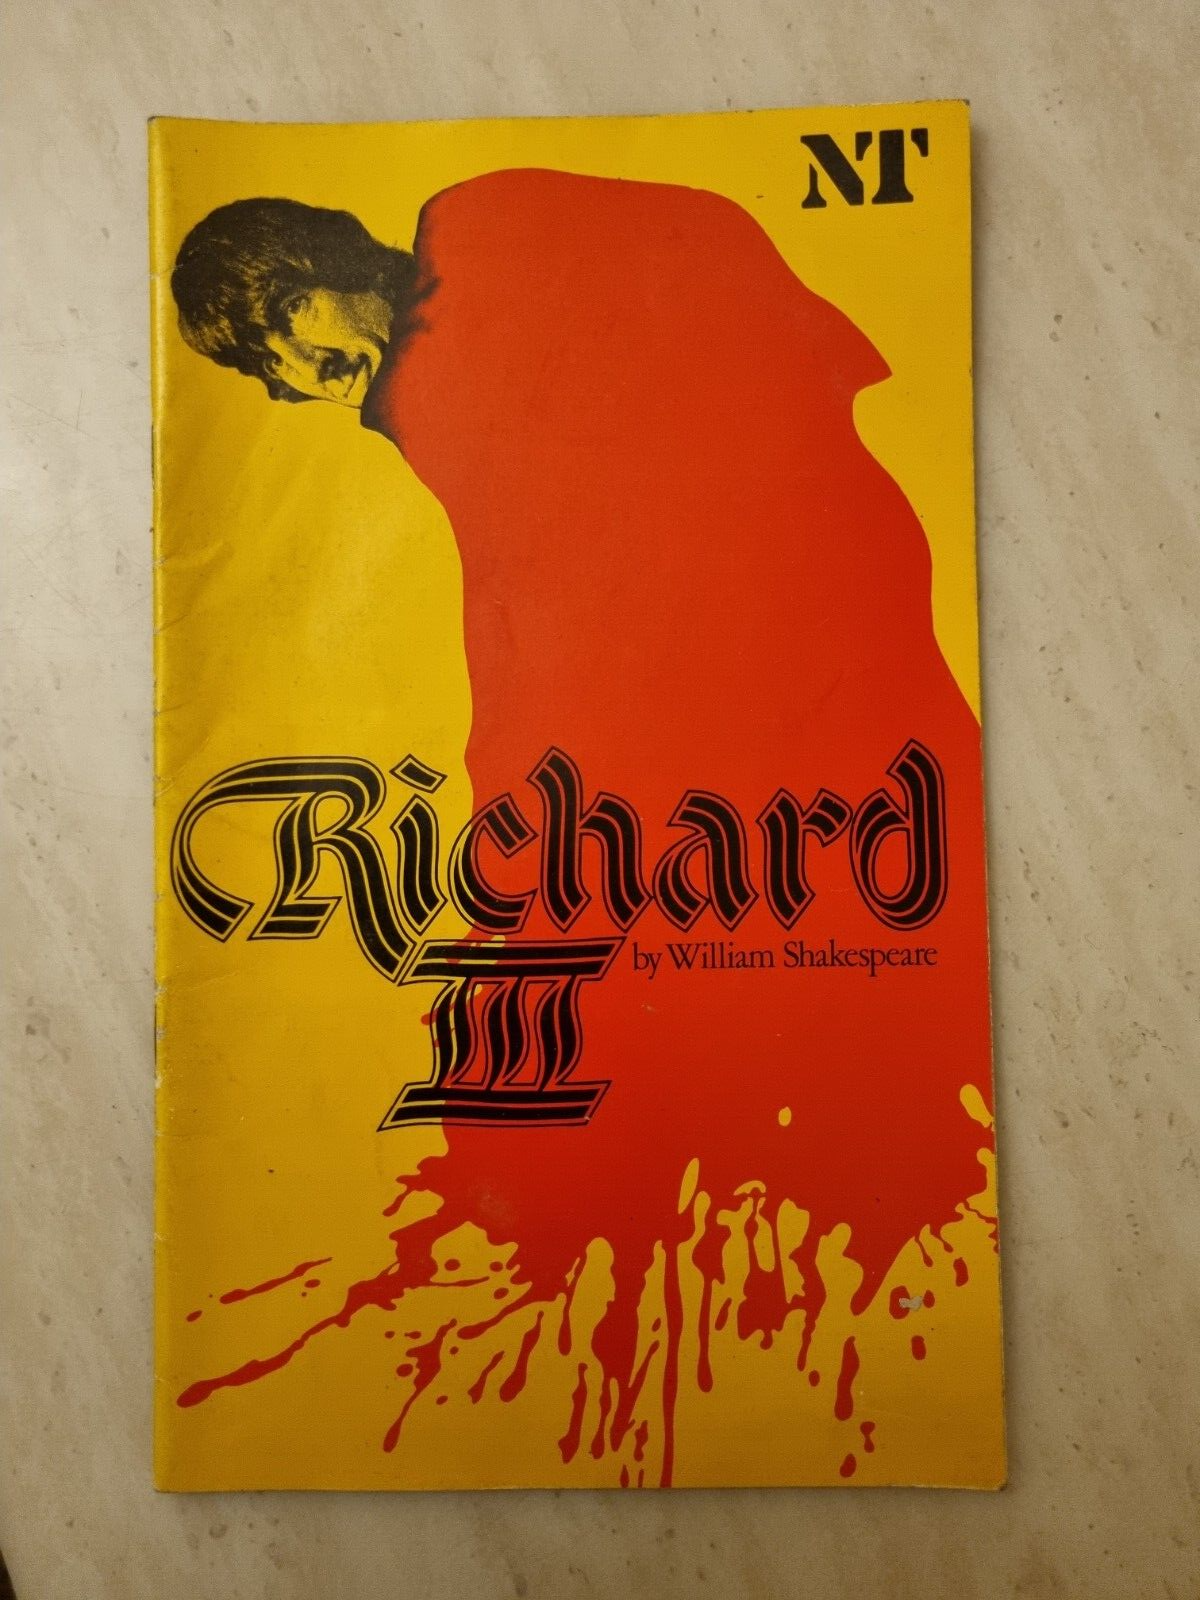 NT
Richard
III
by William Shakespeare